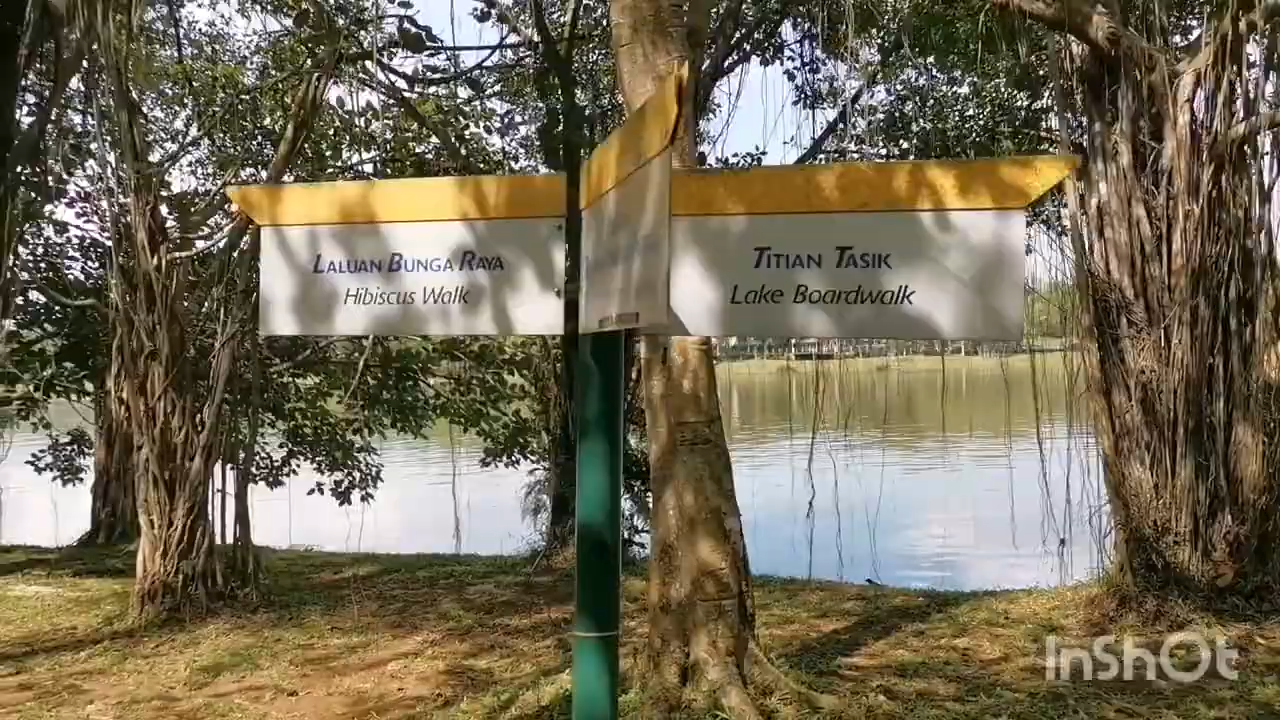 LALUAN BUNGA RAYA
Hibiscus Walk
TITIAN TASIK
Lake Boardwalk
InShOt